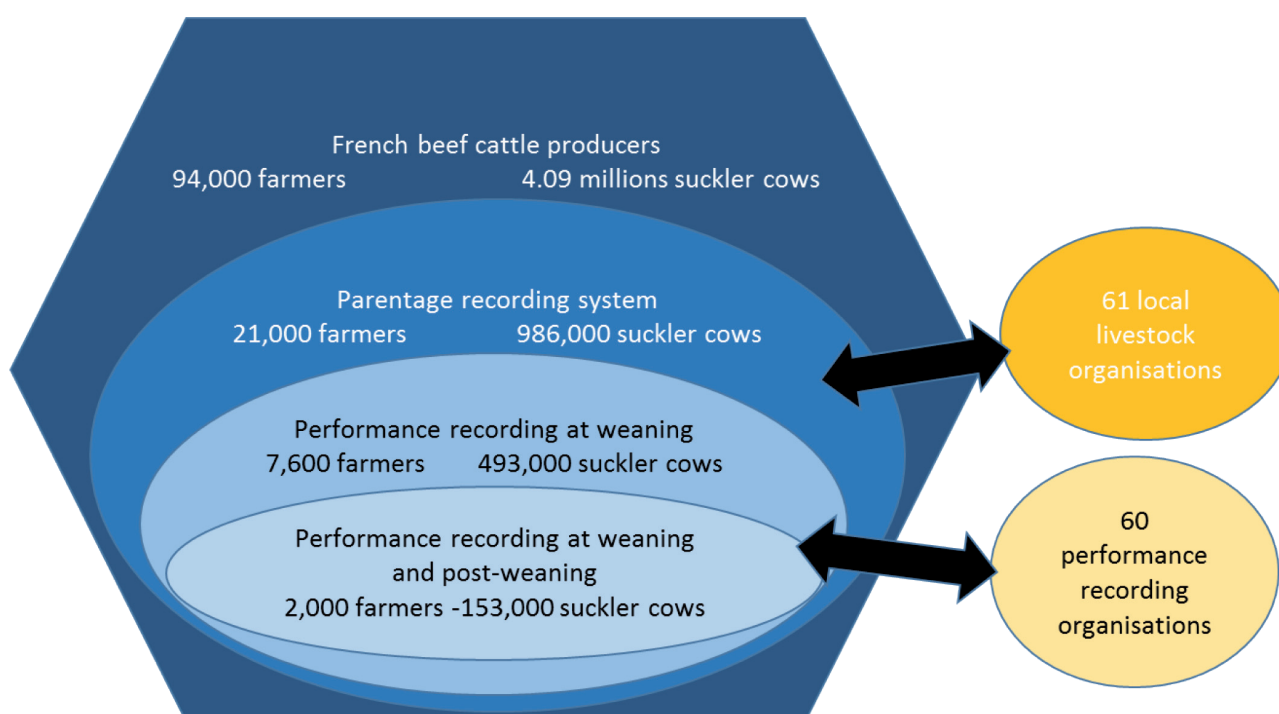 French beef cattle producers
94,000 farmers 4.09 millions suckler cows
Parentage recording system
21,000 farmers 986,000 suckler cows
Performance recording at weaning
7,600 farmers 493,000 suckler cows
Performance recording at weaning
and post-weaning
2,000 farmers -153,000 suckler cows
61 local
livestock
organisations
60
performance
recording
organisations